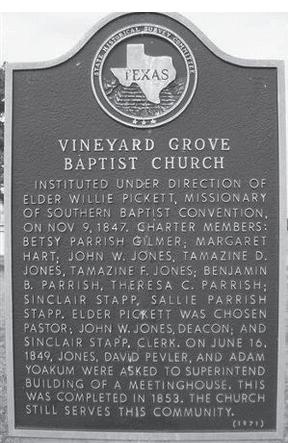 STATE HISTORICAL SURVEY COMMITTEE
TEXAS
VINEYARD GROVE
BAPTIST CHURCH
INSTITUTED UNDER DIRECTION OF
ELDER WILLIE PICKETT, MISSIONARY
OF SOUTHERN BAPTIST CONVENTION,
ON NOV 9, 1847. CHARTER MEMBERS:
BETSY PARRISH GILMER; MARGARET
HART; JOHN W. JONES, TAMAZINE D.
JONES, TAMAZINE F. JONES; BENJAMIN
B. PARRISH, THERESA C. PARRISH;
SINCLAIR STAPP, SALLIE PARRISH
STAPP. ELDER PICKETT WAS CHOSEN
PASTOR; JOHN W. JONES, DEACON; AND
SINCLAIR STAPP, CLERK. ON JUNE 16,
1849, JONES, DAVID PEVLER, AND ADAM
YOAKUM WERE ASKED TO SUPERINTEND
BUILDING OF A MEETINGHOUSE. THIS
WAS COMPLETED IN 1853. THE CHURCH
STILL SERVES THIS COMMUNITY.
(1971)